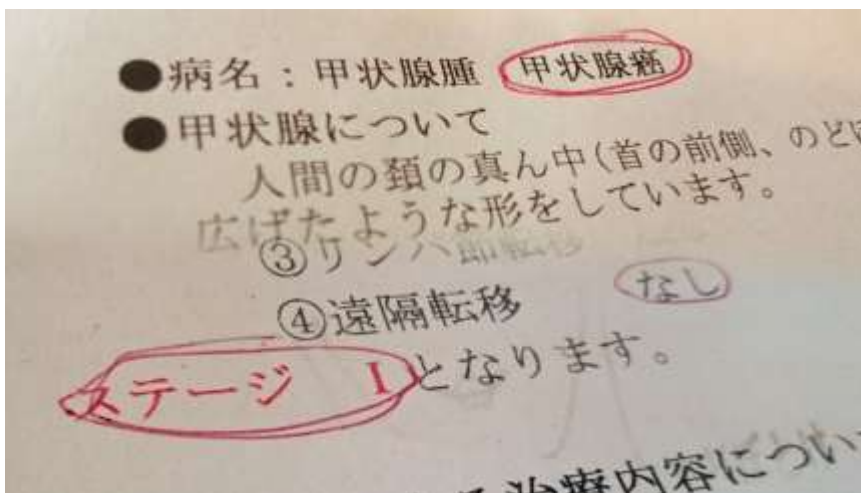 ●病名：甲状腺腫 甲状腺癌
●甲状腺について
人間の頚の真ん中(首の前側、のど
広げたような形をしています。
③リンパ節転移
④遠隔転移 なし
ステージ I となります。
治療内容につい